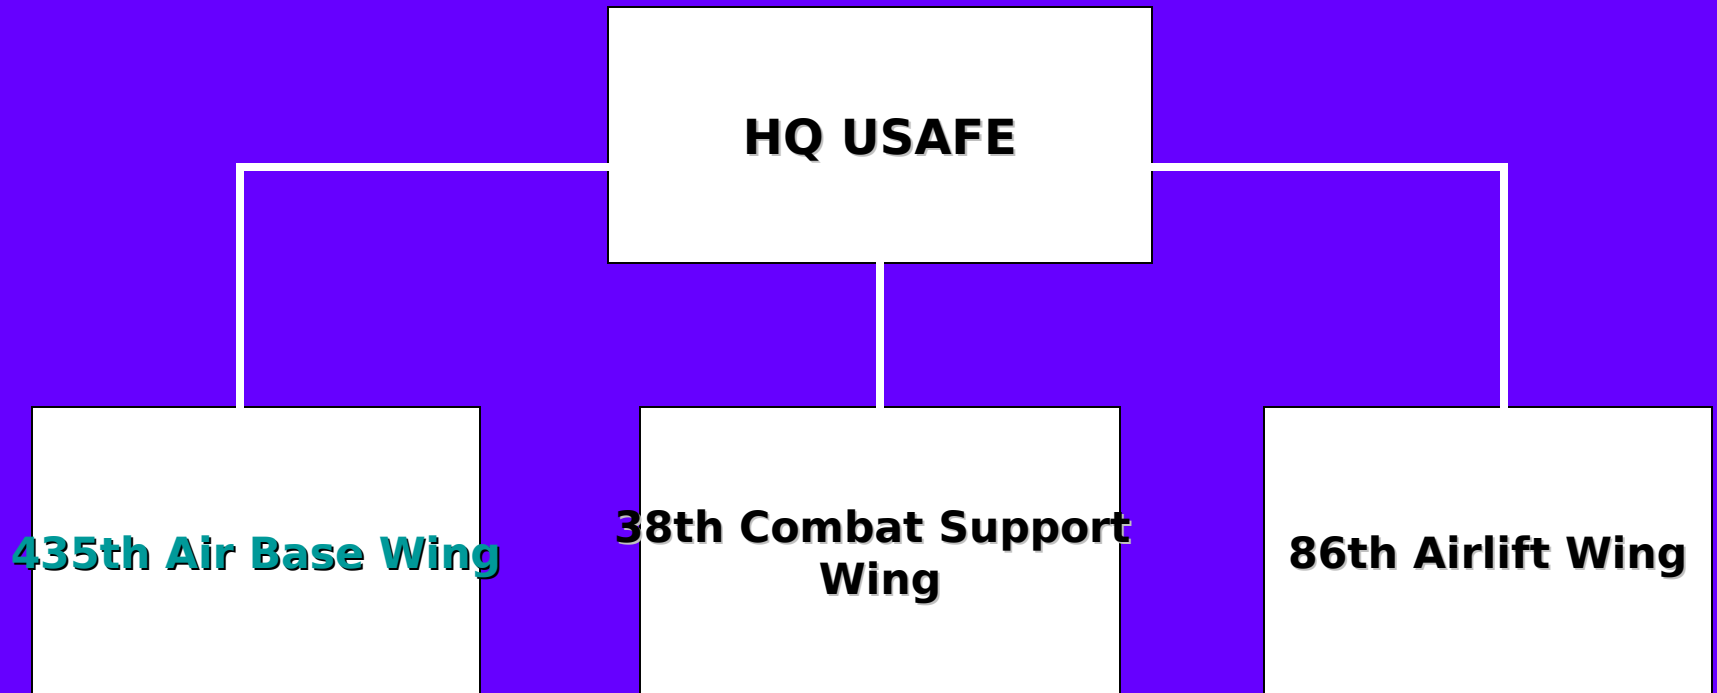 HQ USAFE
435th Air Base Wing
38th Combat Support
Wing
86th Airlift Wing